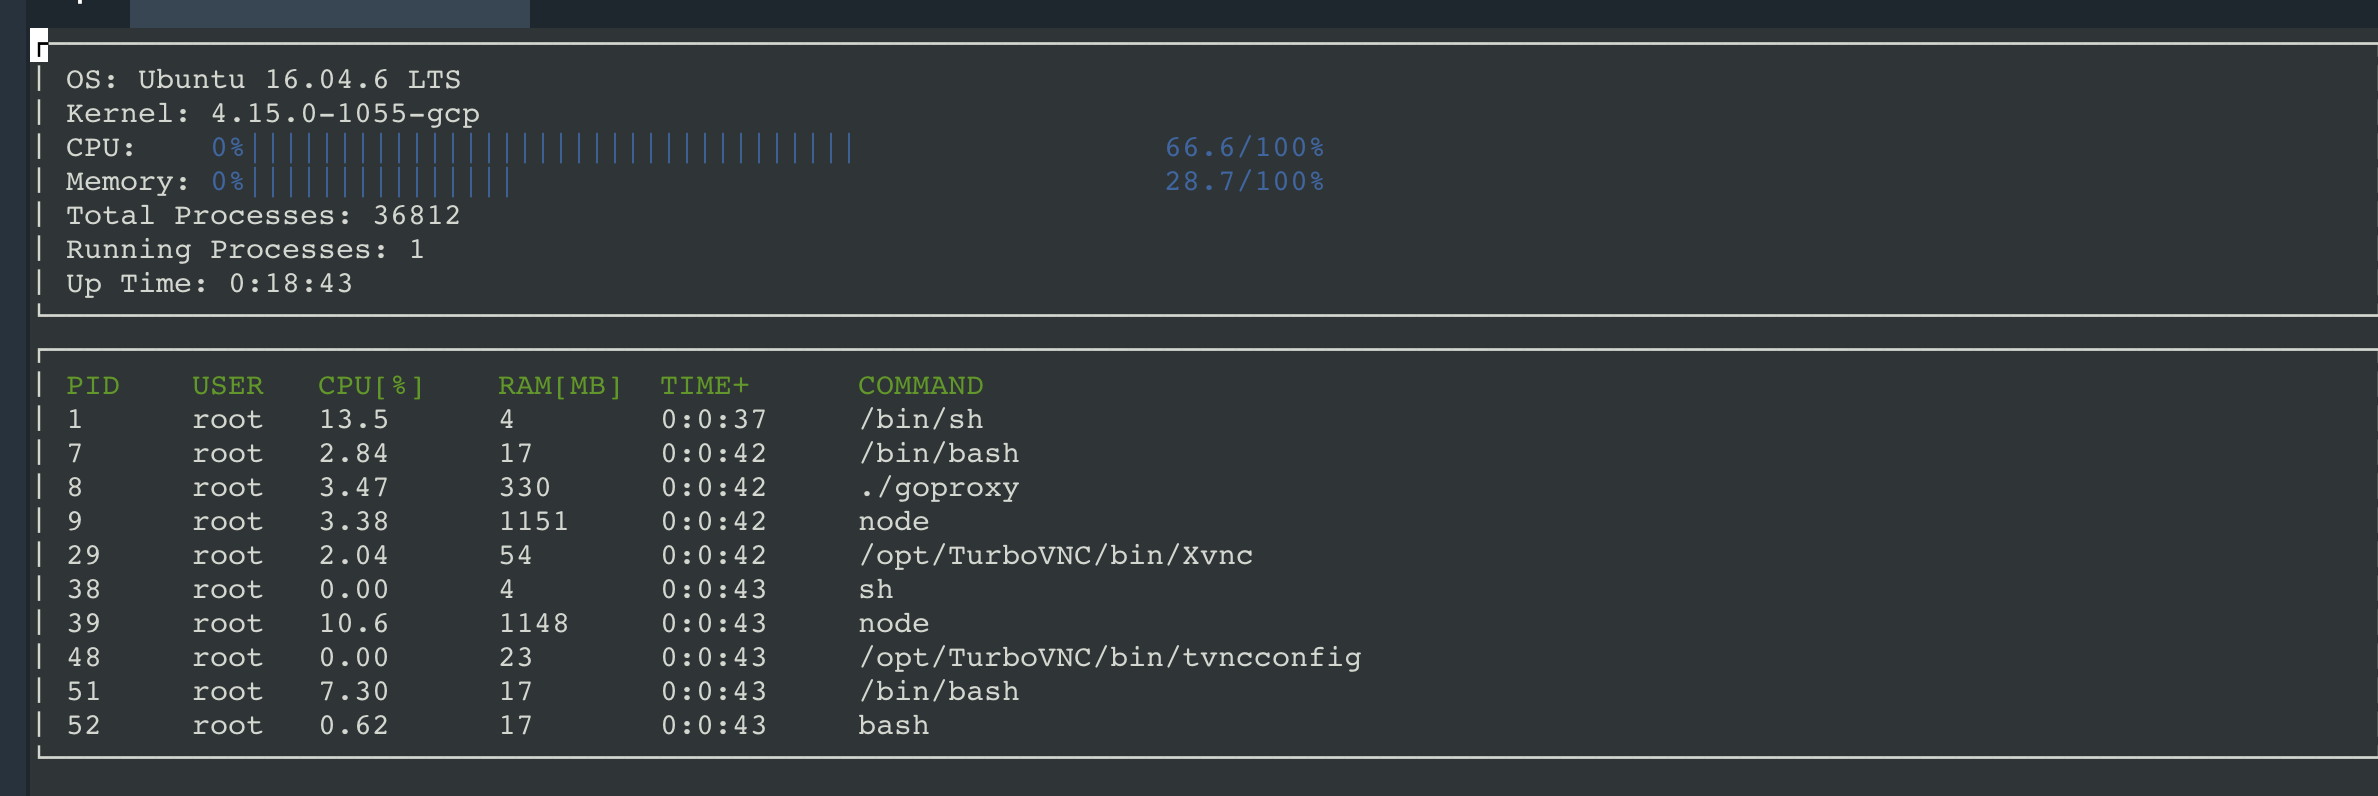 OS: Ubuntu 16.04.6 LTS
Kernel: 4.15.0-1055-gcp
CPU: 0%|||||||||||||||||||||||||||||||||| 66.6/100%
Memory: 0%||||||||||||||| 28.7/100%
Total Processes: 36812
Running Processes: 1
Up Time: 0:18:43
PID USER CPU[%] RAM[MB] TIME+ COMMAND
1 root 13.5 4 0:0:37 /bin/sh
7 root 2.84 17 0:0:42 /bin/bash
8 root 3.47 330 0:0:42 ./goproxy
9 root 3.38 1151 0:0:42 node
29 root 2.04 54 0:0:42 /opt/TurboVNC/bin/Xvnc
38 root 0.00 4 0:0:43 sh
39 root 10.6 1148 0:0:43 node
48 root 0.00 23 0:0:43 /opt/TurboVNC/bin/tvncconfig
51 root 7.30 17 0:0:43 /bin/bash
52 root 0.62 17 0:0:43 bash